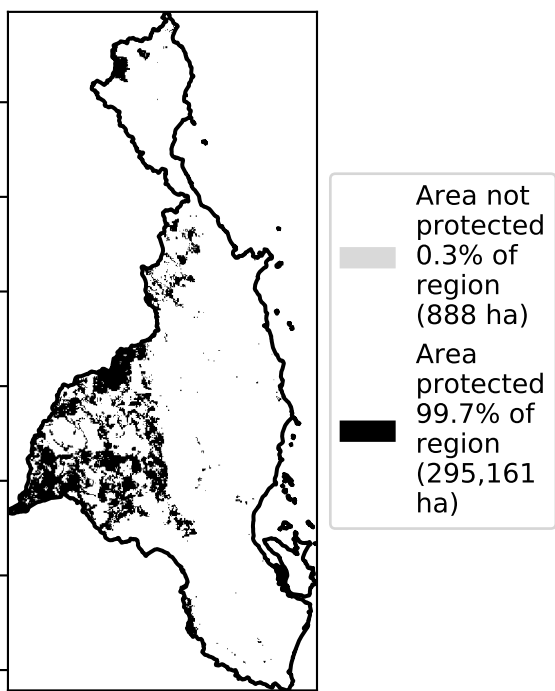 Area not
protected
0.3% of
region
(888 ha)
Area
protected
99.7% of
region
(295,161
ha)